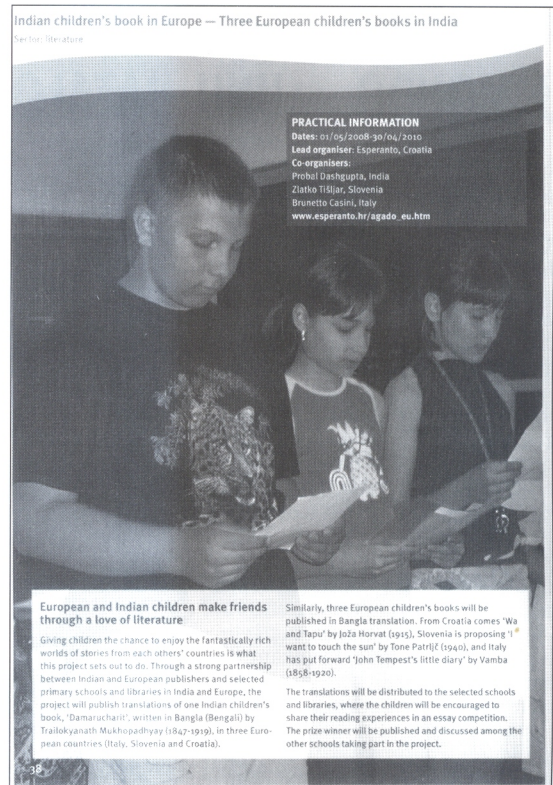 Indian children's book in Europe — Three European children's books in India
Sector: literature
PRACTICAL INFORMATION
Dates: 01/05/2008-30/04/2010
Lead organiser: Esperanto, Croatia
Co-organisers:
Probal Dashgupta, India
Zlatko Tišljar, Slovenia
Brunetto Casini, Italy
www.esperanto.hr/agado_eu.htm
European and Indian children make friends
through a love of literature
Giving children the chance to enjoy the fantastically rich
worlds of stories from each others' countries is what
this project sets out to do. Through a strong partnership
between Indian and European publishers and selected
primary schools and libraries in India and Europe, the
project will publish translations of one Indian children's
book, 'Damarucharit', written in Bangla (Bengali) by
Trailokyanath Mukhopadhyay (1847-1919), in three Euro-
pean countries (Italy, Slovenia and Croatia).
Similarly, three European children's books will be
published in Bangla translation. From Croatia comes 'Wa
and Tapu' by Joža Horvat (1915), Slovenia is proposing 'I
want to touch the sun' by Tone Patrljč (1940), and Italy
has put forward 'John Tempest's little diary' by Vamba
(1858-1920).
The translations will be distributed to the selected schools
and libraries, where the children will be encouraged to
share their reading experiences in an essay competition.
The prize winner will be published and discussed among the
other schools taking part in the project.
38